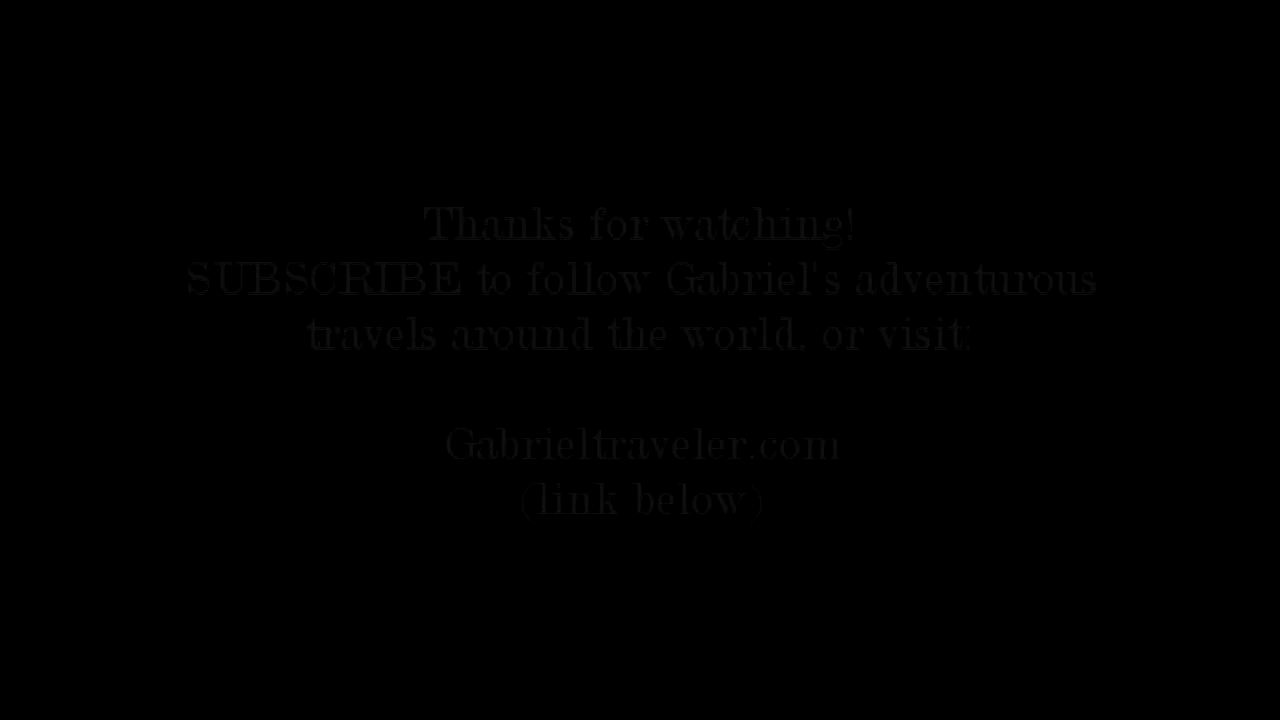 Thanks for watching!
SUBSCRIBE to follow Gabriel's adventurous
travels around the world, or visit:
Gabrieltraveler.com
(link below)